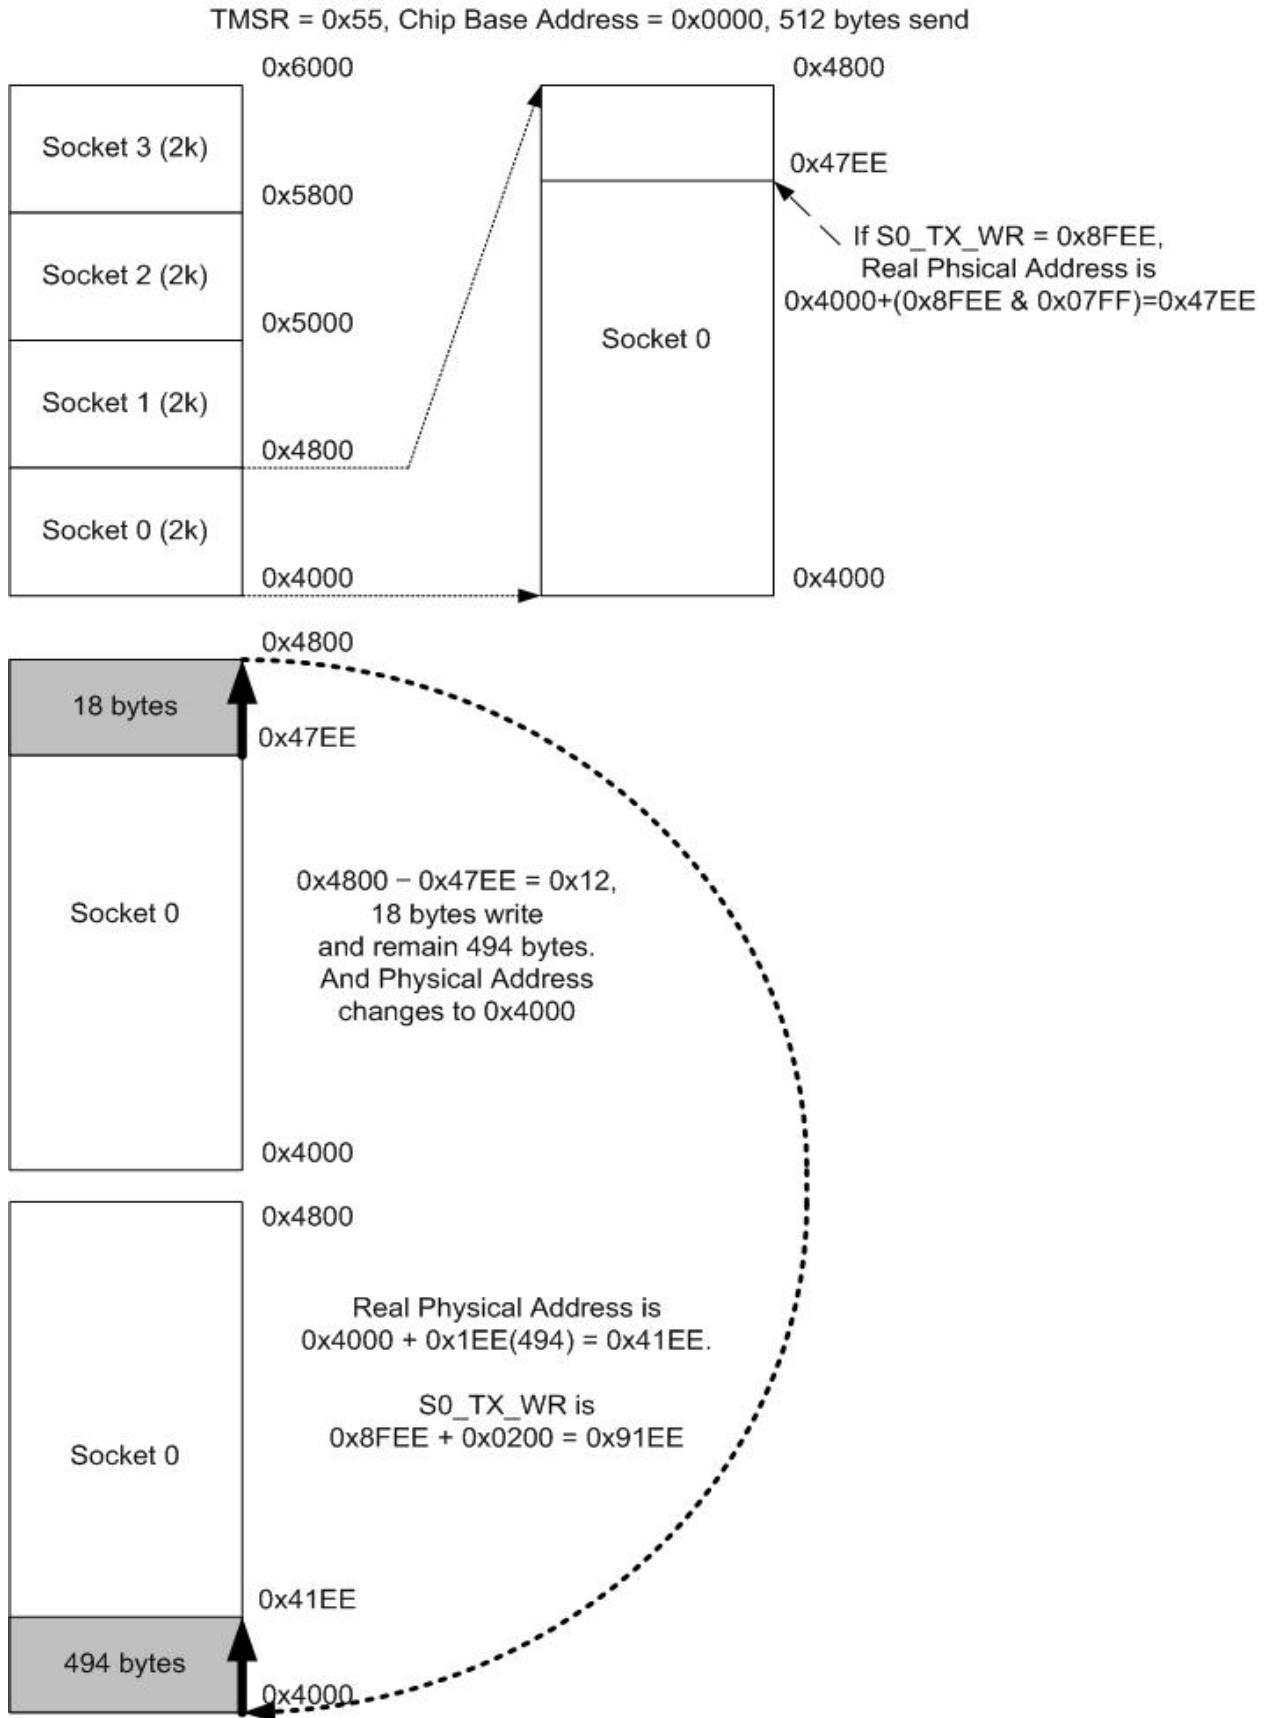 TMSR = 0x55, Chip Base Address = 0x0000, 512 bytes send
0x6000
Socket 3 (2k)
0x5800
Socket 2 (2k)
0x5000
Socket 1 (2k)
0x4800
Socket 0 (2k)
0x4000
0x4800
0x47EE
If S0_TX_WR = 0x8FEE,
Real Phsical Address is
0x4000+(0x8FEE & 0x07FF)=0x47EE
Socket 0
0x4000
0x4800
18 bytes
0x47EE
Socket 0
0x4800 – 0x47EE = 0x12,
18 bytes write
and remain 494 bytes.
And Physical Address
changes to 0x4000
0x4000
0x4800
Real Physical Address is
0x4000 + 0x1EE(494) = 0x41EE.
S0_TX_WR is
0x8FEE + 0x0200 = 0x91EE
Socket 0
0x41EE
494 bytes
0x4000